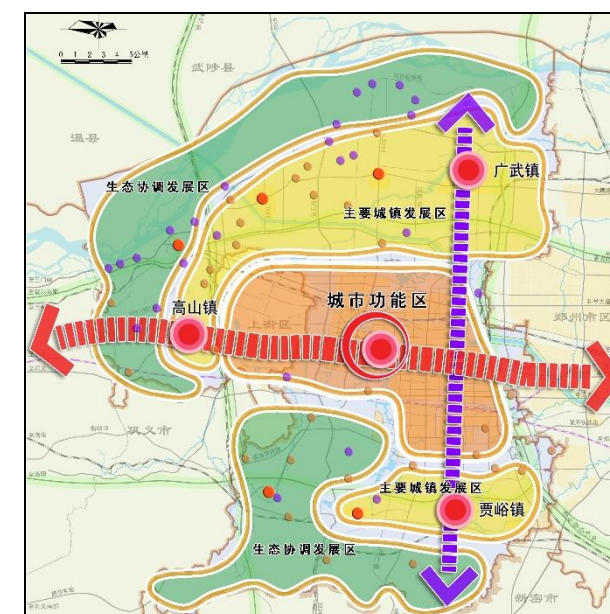 0 1 2 3 4 5公里
武陟县
温县
广武镇
生态协调发展区
主要城镇发展区
城市功能区
高山镇
上街区
郑州市区
巩义市
主要城镇发展区
贾峪镇
生态协调发展区
新密市